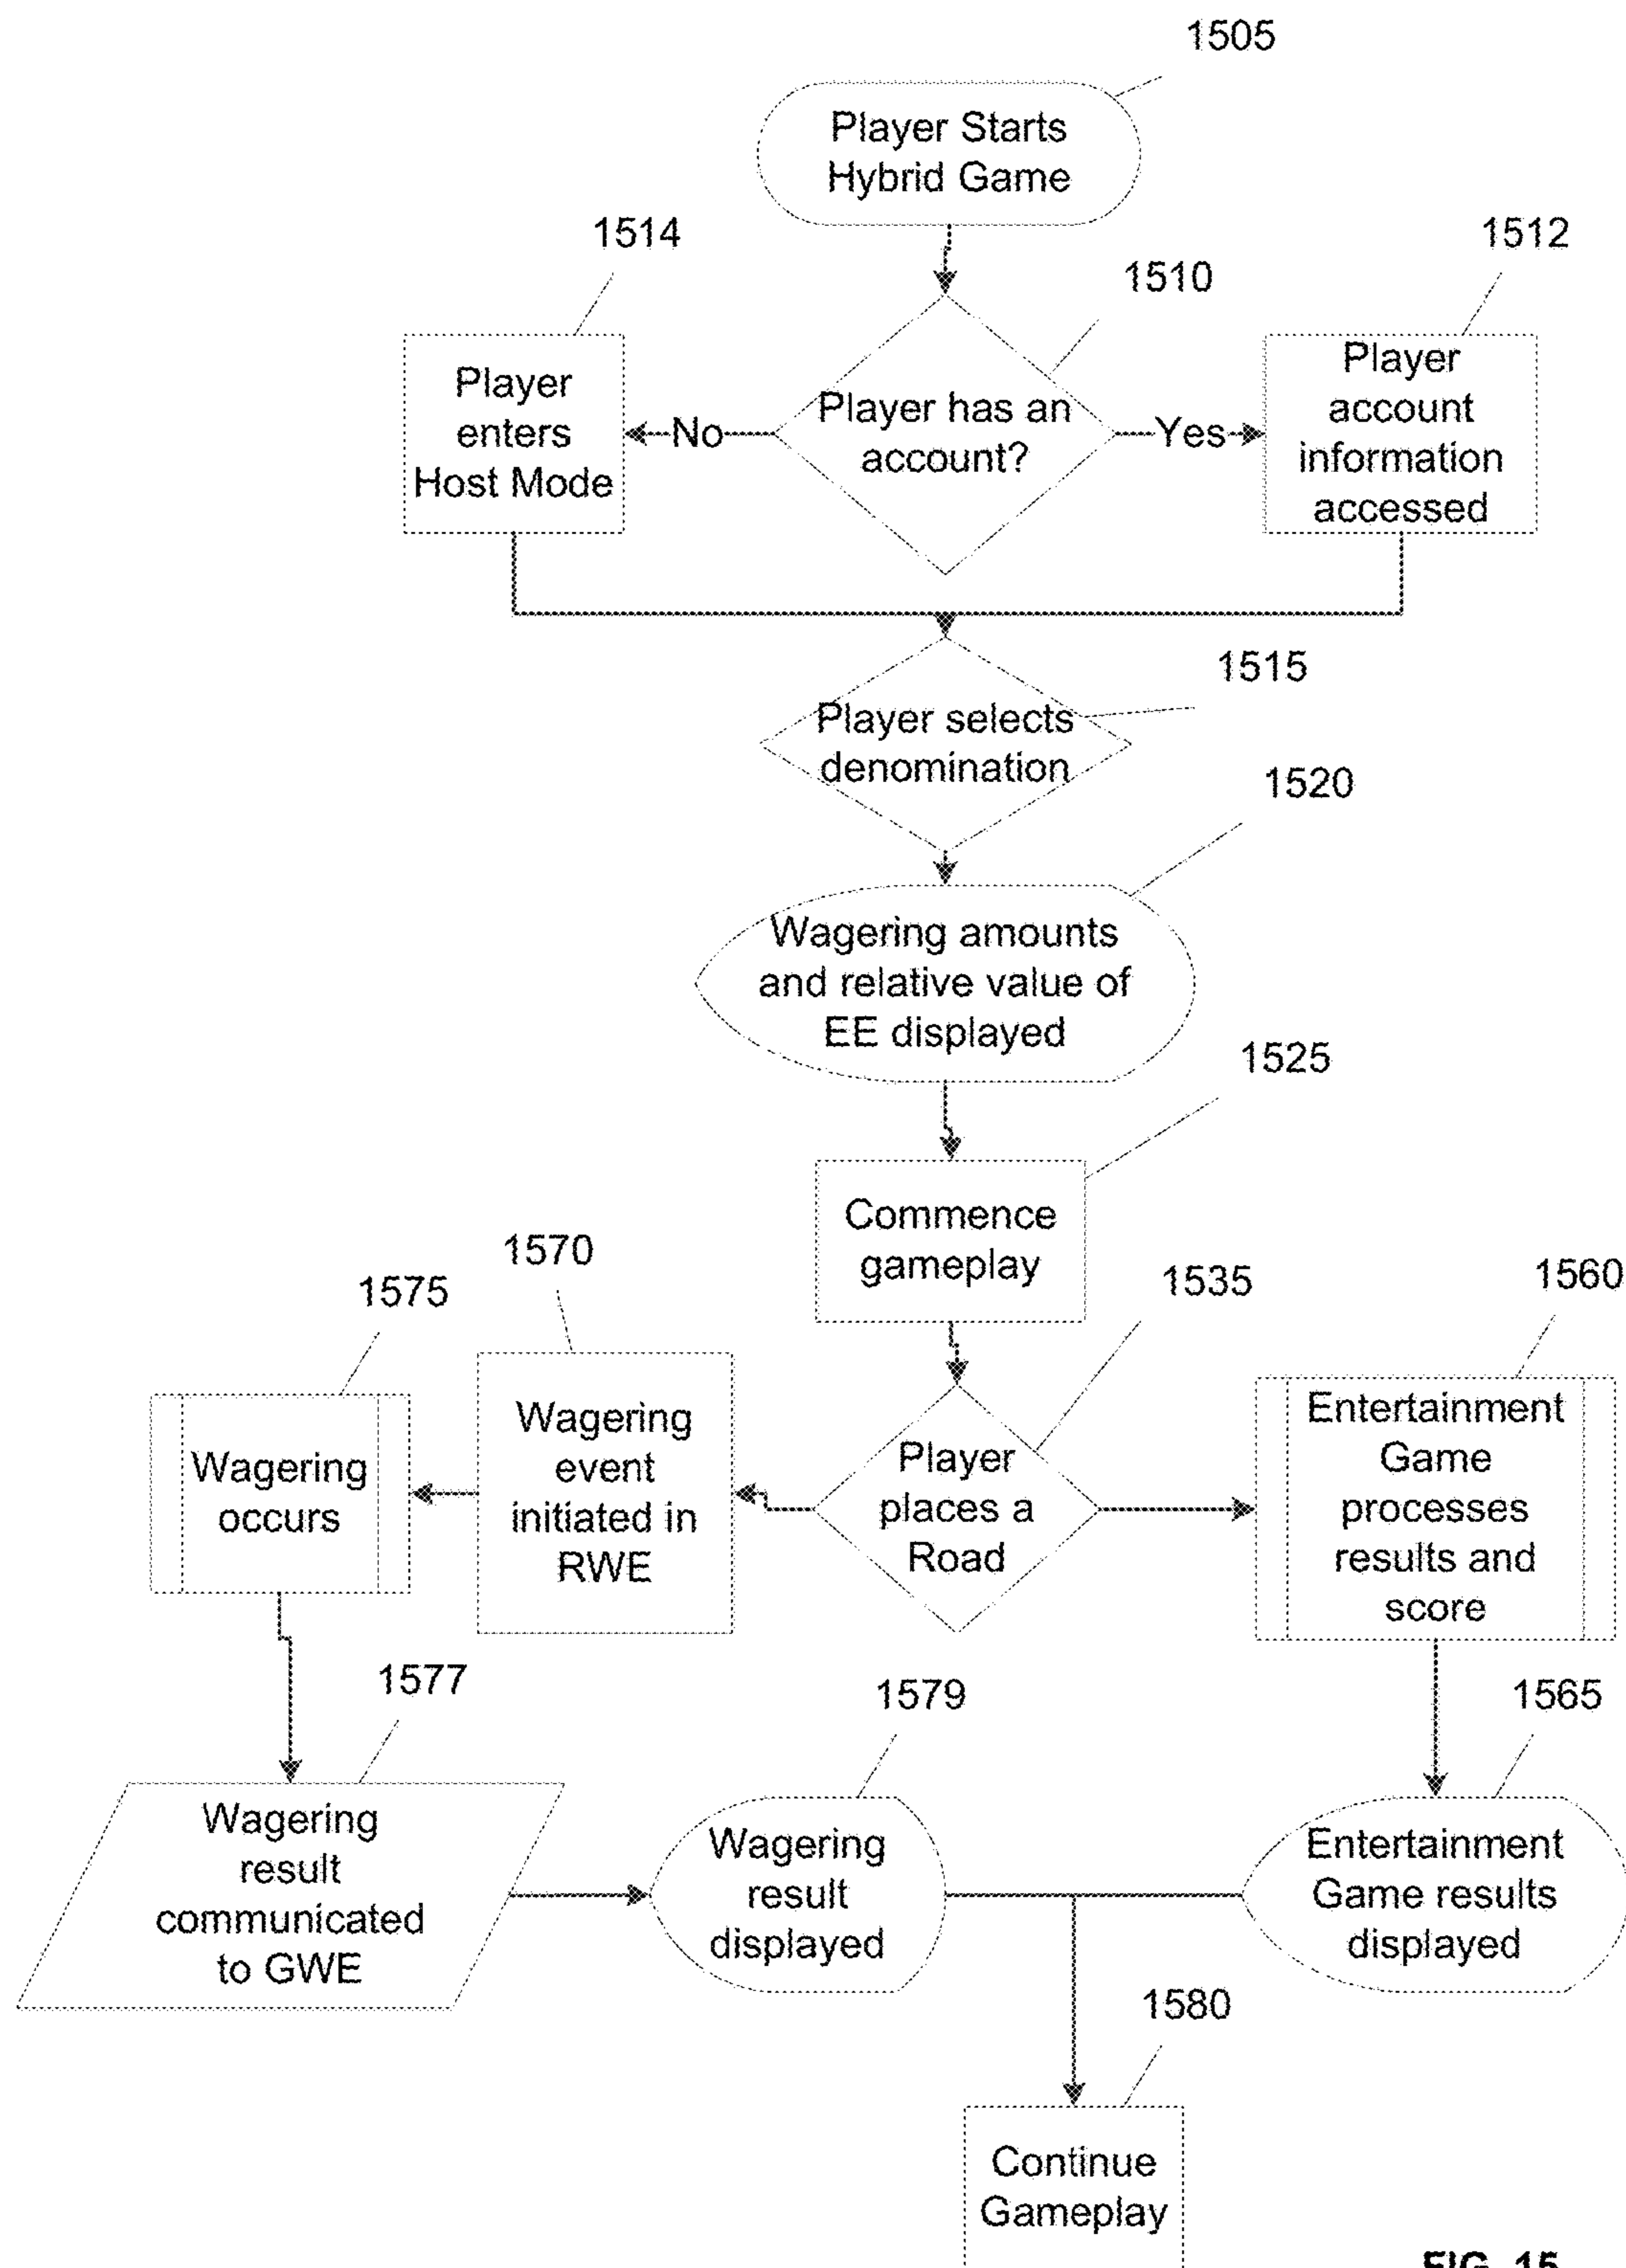 1505
Player Starts
Hybrid Game
1514
1512
1510
Player
enters
Host Mode
No
Player has an
account?
Yes
Player
account
information
accessed
1515
Player selects
denomination
1520
Wagering amounts
and relative value of
EE displayed
1525
Commence
gameplay
1570
1575
1535
1560
Wagering
occurs
Wagering
event
initiated in
RWE
Player
places a
Road
Entertainment
Game
processes
results and
score
1577
1579
1565
Wagering
result
communicated
to GWE
Wagering
result
displayed
Entertainment
Game results
displayed
1580
Continue
Gameplay
FIG. 15